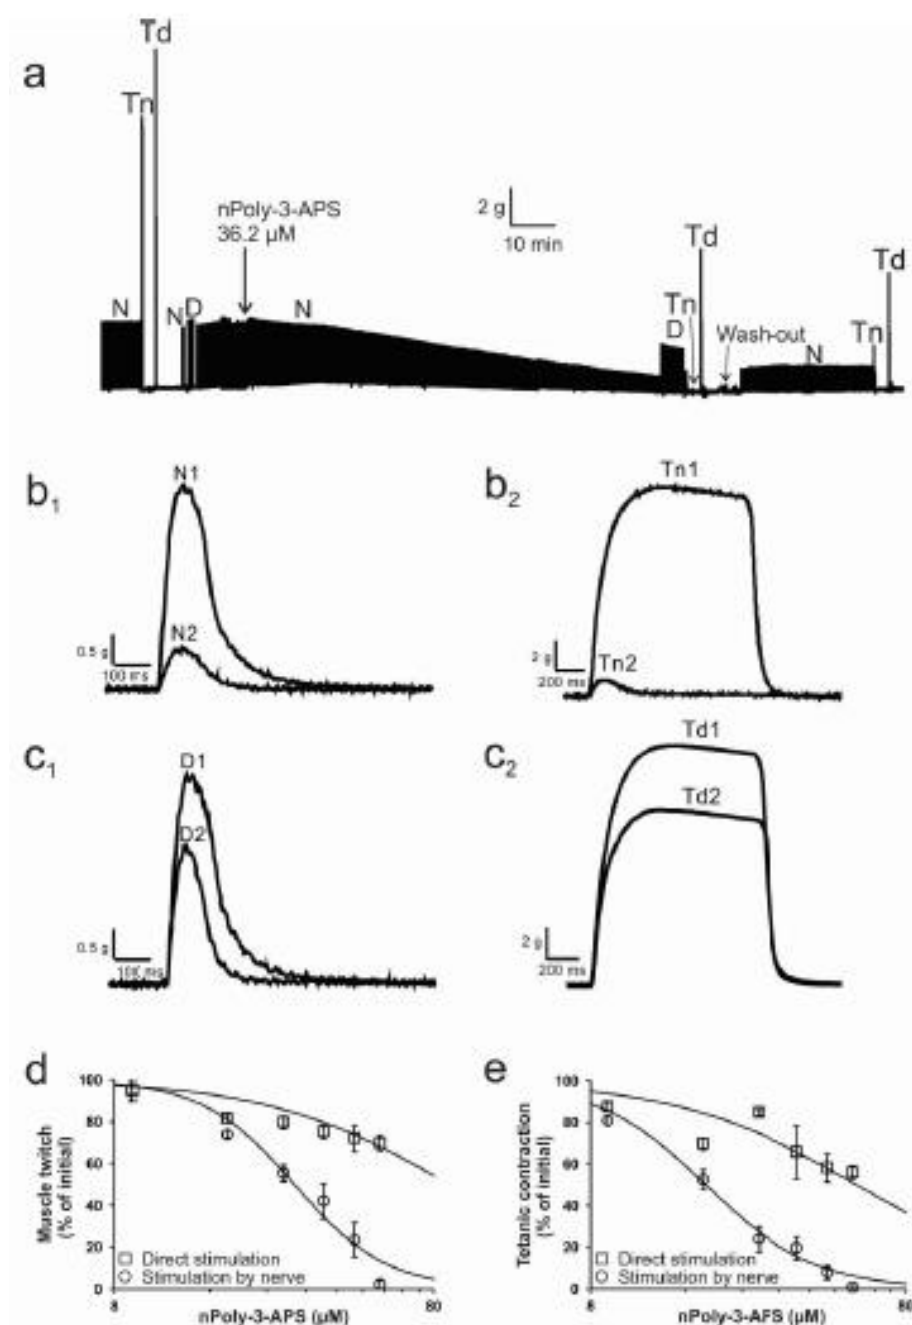 a
Td
Tn
nPoly-3-APS
36.2 µM
2 g
10 min
N
N
D
N
D
Tn
Td
Wash-out
N
Tn
Td
b1
N1
N2
0.5 g
100 ms
b2
Tn1
Tn2
2 g
200 ms
c1
D1
D2
0.5 g
100 ms
c2
Td1
Td2
2 g
200 ms
d
Muscle twitch
(% of initial)
100
80
60
40
20
0
Direct stimulation
Stimulation by nerve
8
80
nPoly-3-APS (µM)
e
Tetanic contraction
(% of initial)
100
80
60
40
20
0
Direct stimulation
Stimulation by nerve
8
80
nPoly-3-AFS (µM)